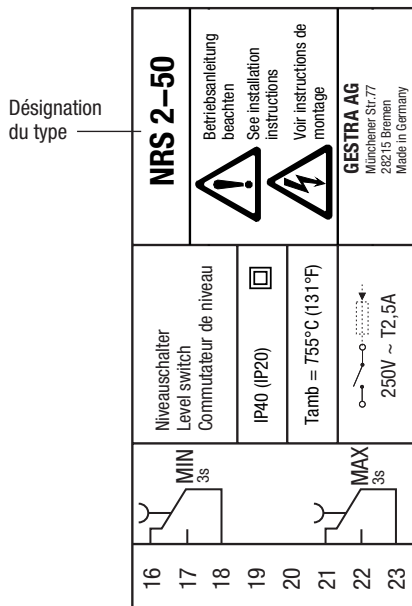 Désignation
du type
NRS 2–50
Betriebsanleitung
beachten
See installation
instructions
Voir instructions de
montage
GESTRA AG
Münchener Str.77
28215 Bremen
Made in Germany
Niveauschalter
Level switch
Commutateur de niveau
IP40 (IP20)
Tamb = T55°C (131°F)
250V ~ T2,5A
MIN
3s
MAX
3s
16
17
18
19
20
21
22
23